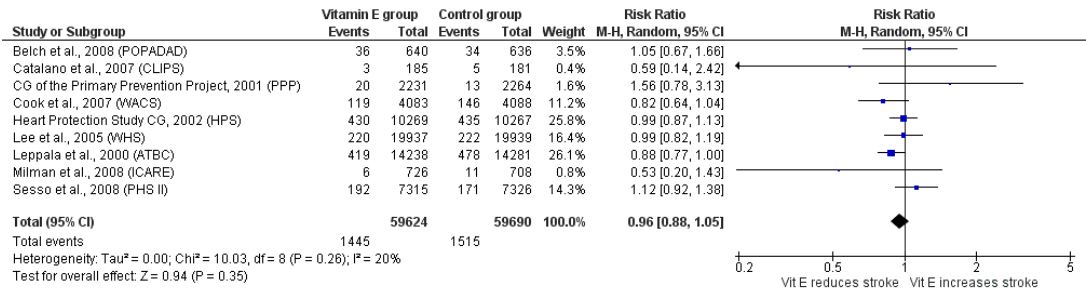 Vitamin E group Control group Risk Ratio Risk Ratio
Study or Subgroup Events Total Events Total Weight M-H, Random, 95% CI M-H, Random, 95% CI
Belch et al., 2008 (POPADAD) 36 640 34 636 3.5% 1.05 [0.67, 1.66]
Catalano et al., 2007 (CLIPS) 3 185 5 181 0.4% 0.59 [0.14, 2.42]
CG of the Primary Prevention Project, 2001 (PPP) 20 2231 13 2264 1.6% 1.56 [0.78, 3.13]
Cook et al., 2007 (WACS) 119 4083 146 4088 11.2% 0.82 [0.64, 1.04]
Heart Protection Study CG, 2002 (HPS) 430 10269 435 10267 25.8% 0.99 [0.87, 1.13]
Lee et al., 2005 (WHS) 220 19937 222 19939 16.4% 0.99 [0.82, 1.19]
Leppala et al., 2000 (ATBC) 419 14238 478 14281 26.1% 0.88 [0.77, 1.00]
Milman et al., 2008 (ICARE) 6 726 11 708 0.8% 0.53 [0.20, 1.43]
Sesso et al., 2008 (PHS II) 192 7315 171 7326 14.3% 1.12 [0.92, 1.38]
Total (95% CI) 59624 59690 100.0% 0.96 [0.88, 1.05]
Total events 1445 1515
Heterogeneity: Tau² = 0.00; Chi² = 10.03, df = 8 (P = 0.26); I² = 20%
Test for overall effect: Z = 0.94 (P = 0.35)
0.2 0.5 1 2 5
Vit E reduces stroke Vit E increases stroke